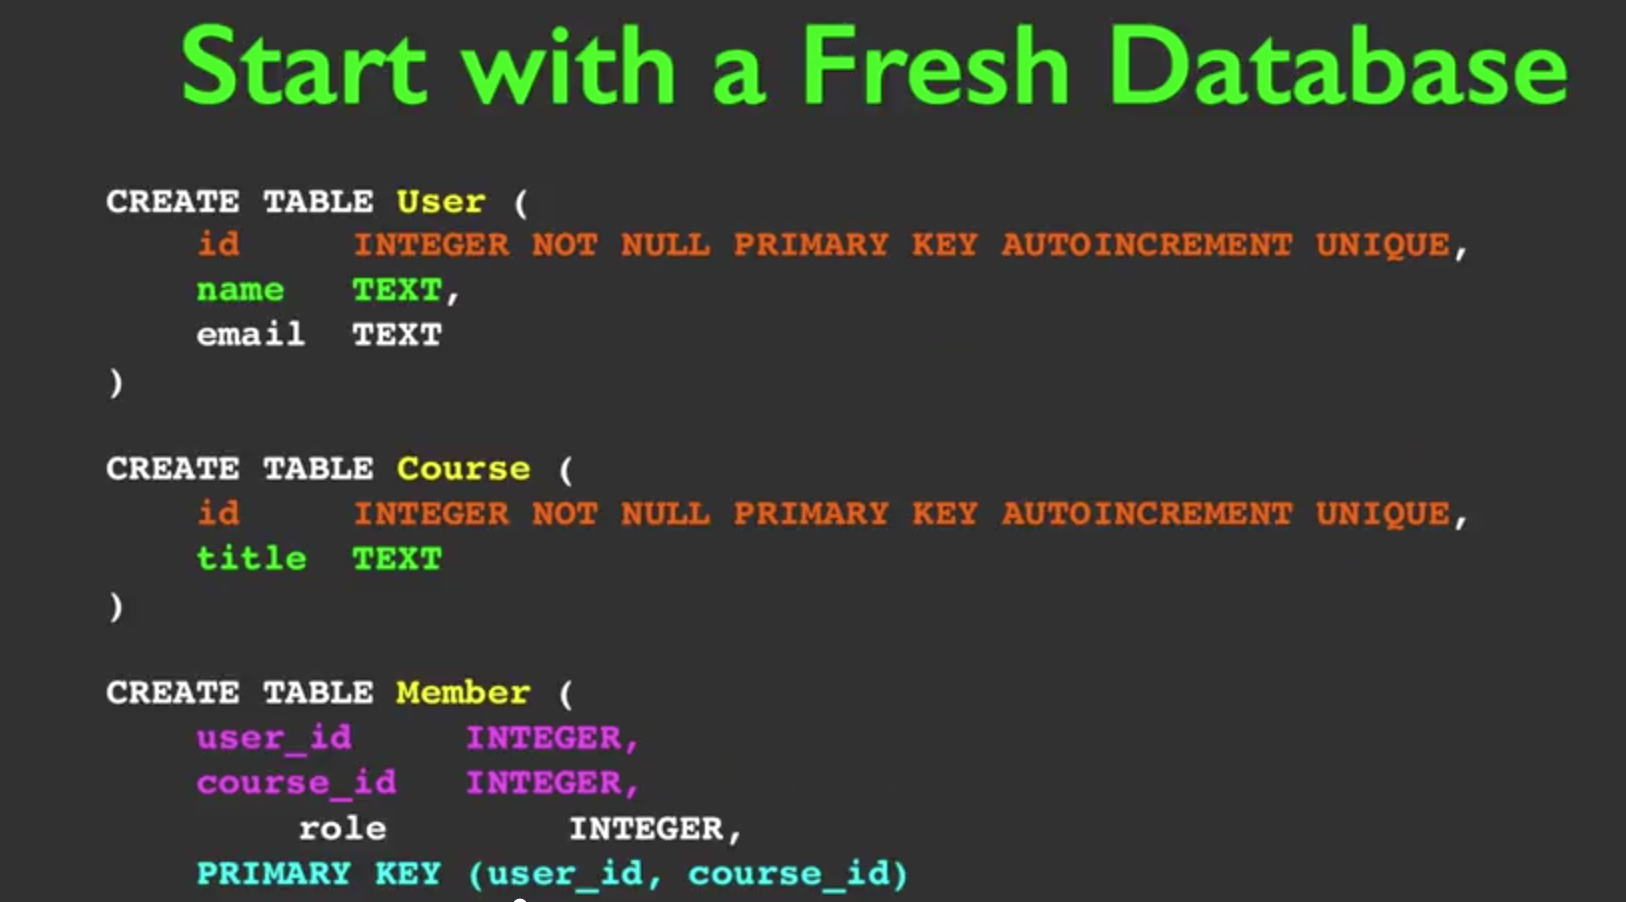 Start with a Fresh Database
CREATE TABLE User (
id INTEGER NOT NULL PRIMARY KEY AUTOINCREMENT UNIQUE,
name TEXT,
email TEXT
)
CREATE TABLE Course (
id INTEGER NOT NULL PRIMARY KEY AUTOINCREMENT UNIQUE,
title TEXT
)
CREATE TABLE Member (
user_id INTEGER,
course_id INTEGER,
role INTEGER,
PRIMARY KEY (user_id, course_id)